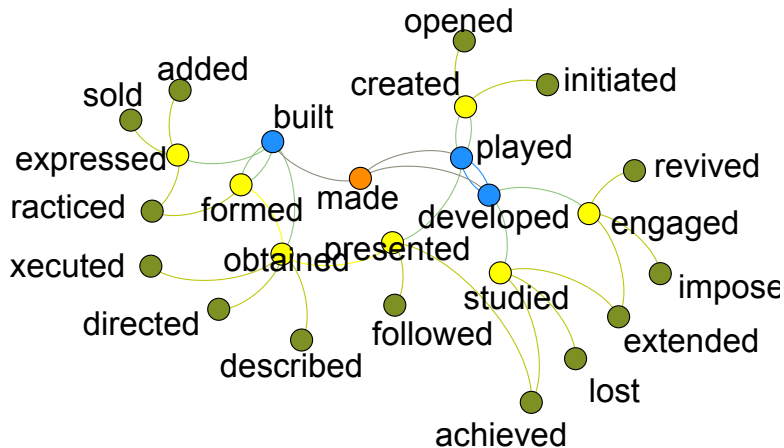 opened
created
initiated
added
sold
built
expressed
played
revived
racticed
formed
made
developed
engaged
obtained
presented
xecuted
studied
impose
directed
followed
extended
described
lost
achieved